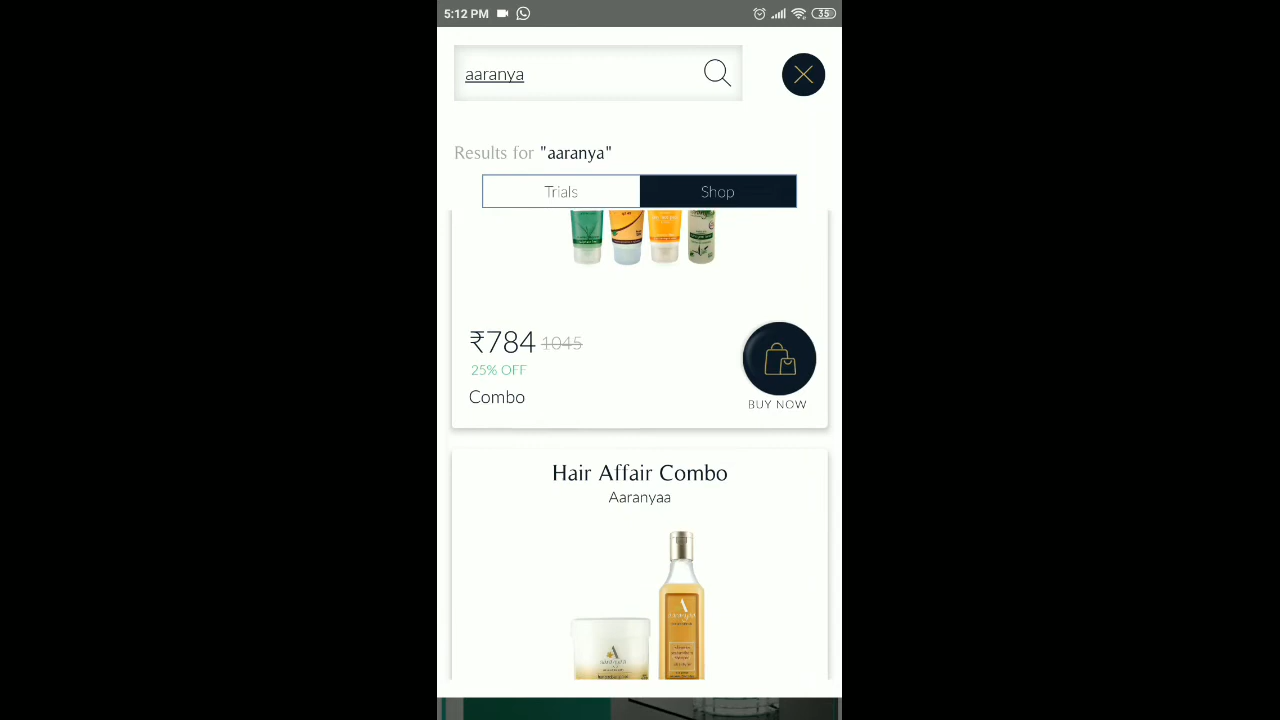 5:12 PM
35
aaranya
Results for "aaranya"
Trials
Shop
₹784 1045
25% OFF
Combo
BUY NOW
Hair Affair Combo
Aaranyaa